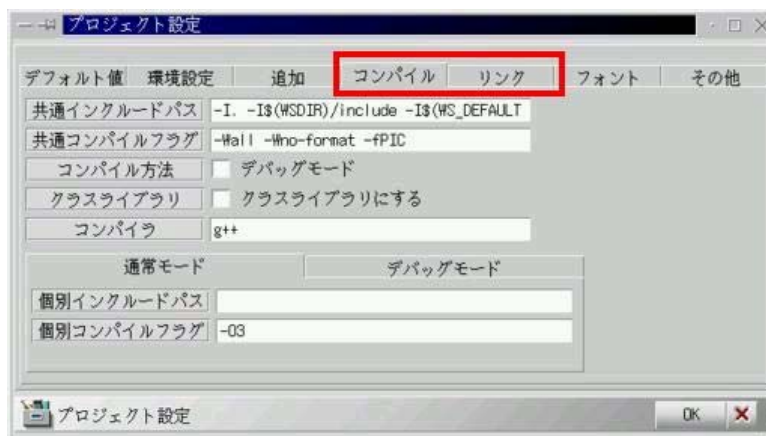 プロジェクト設定
デフォルト値 環境設定 追加 コンパイル リンク フォント その他
共通インクルードパス -I. -I$(WSDIR)/include -I$(WS_DEFAULT
共通コンパイルフラグ -Wall -Wno-format -fPIC
コンパイル方法 デバッグモード
クラスライブラリ クラスライブラリにする
コンパイラ g++
通常モード デバッグモード
個別インクルードパス
個別コンパイルフラグ -O3
プロジェクト設定 OK